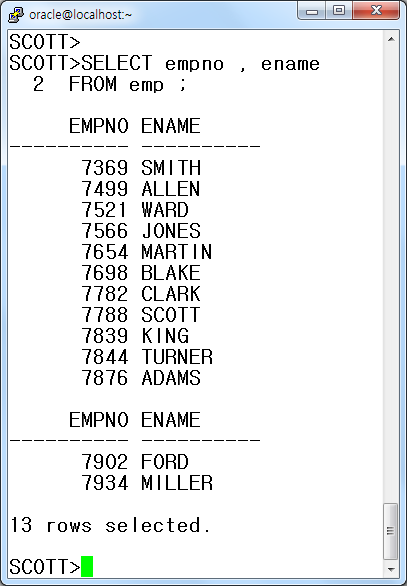 oracle@localhost:~
SCOTT>
SCOTT>SELECT empno , ename
  2  FROM emp ;

     EMPNO ENAME
---------- ----------
      7369 SMITH
      7499 ALLEN
      7521 WARD
      7566 JONES
      7654 MARTIN
      7698 BLAKE
      7782 CLARK
      7788 SCOTT
      7839 KING
      7844 TURNER
      7876 ADAMS

     EMPNO ENAME
---------- ----------
      7902 FORD
      7934 MILLER

13 rows selected.

SCOTT>